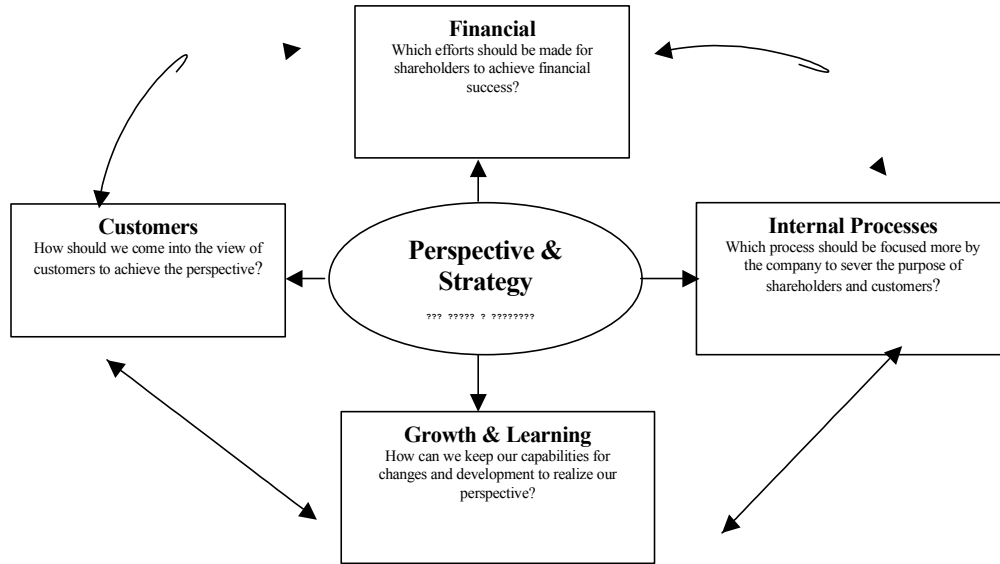 Financial
Which efforts should be made for
shareholders to achieve financial
success?
Customers
How should we come into the view of
customers to achieve the perspective?
Perspective &
Strategy
??? ????? ? ????????
Internal Processes
Which process should be focused more by
the company to sever the purpose of
shareholders and customers?
Growth & Learning
How can we keep our capabilities for
changes and development to realize our
perspective?